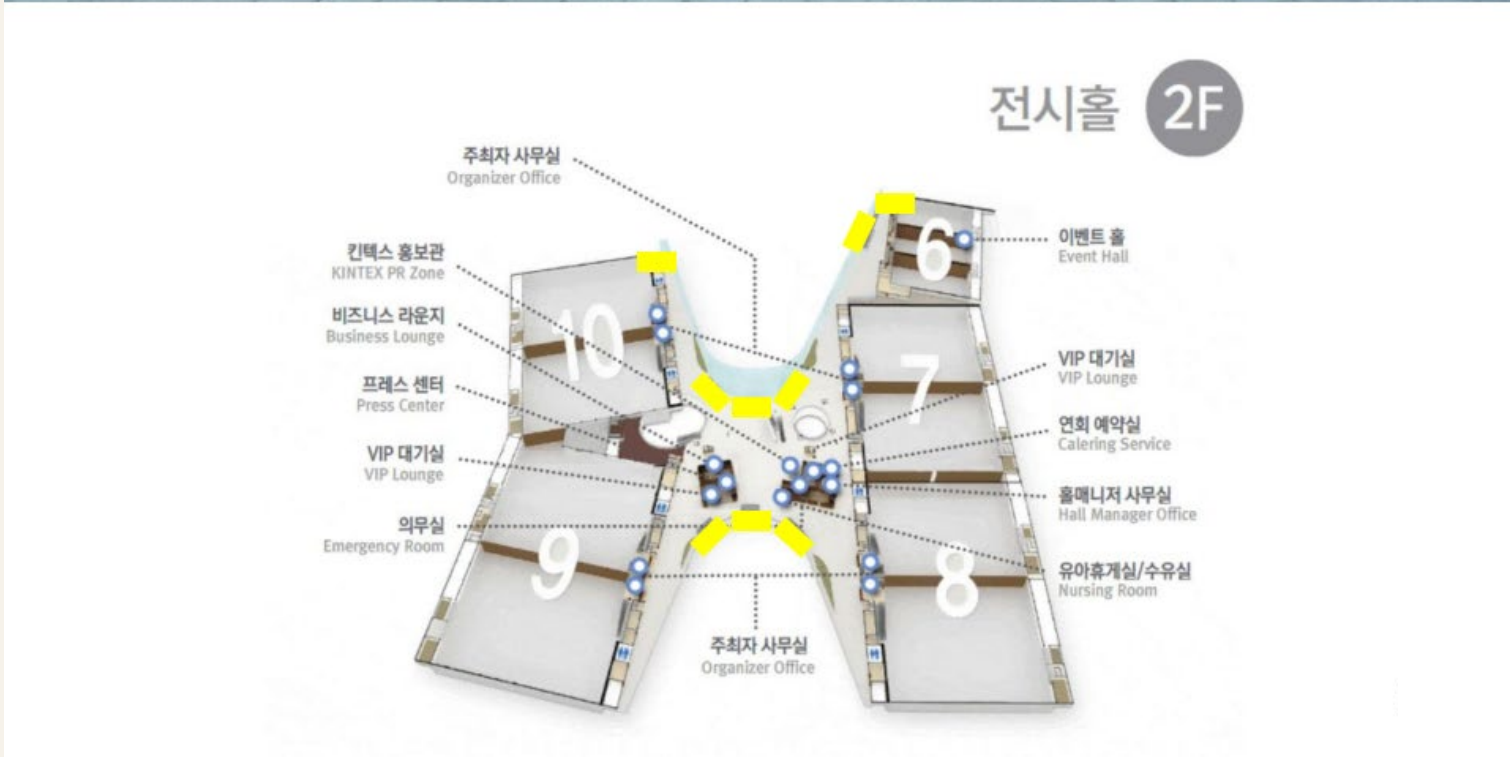 전시홀 2F
주최자 사무실
Organizer Office
킨텍스 홍보관
KINTEX PR Zone
비즈니스 라운지
Business Lounge
프레스 센터
Press Center
VIP 대기실
VIP Lounge
의무실
Emergency Room
이벤트 홀
Event Hall
VIP 대기실
VIP Lounge
연회 예약실
Calering Service
홀매니저 사무실
Hall Manager Office
유아휴게실/수유실
Nursing Room
주최자 사무실
Organizer Office
6
10
7
9
8